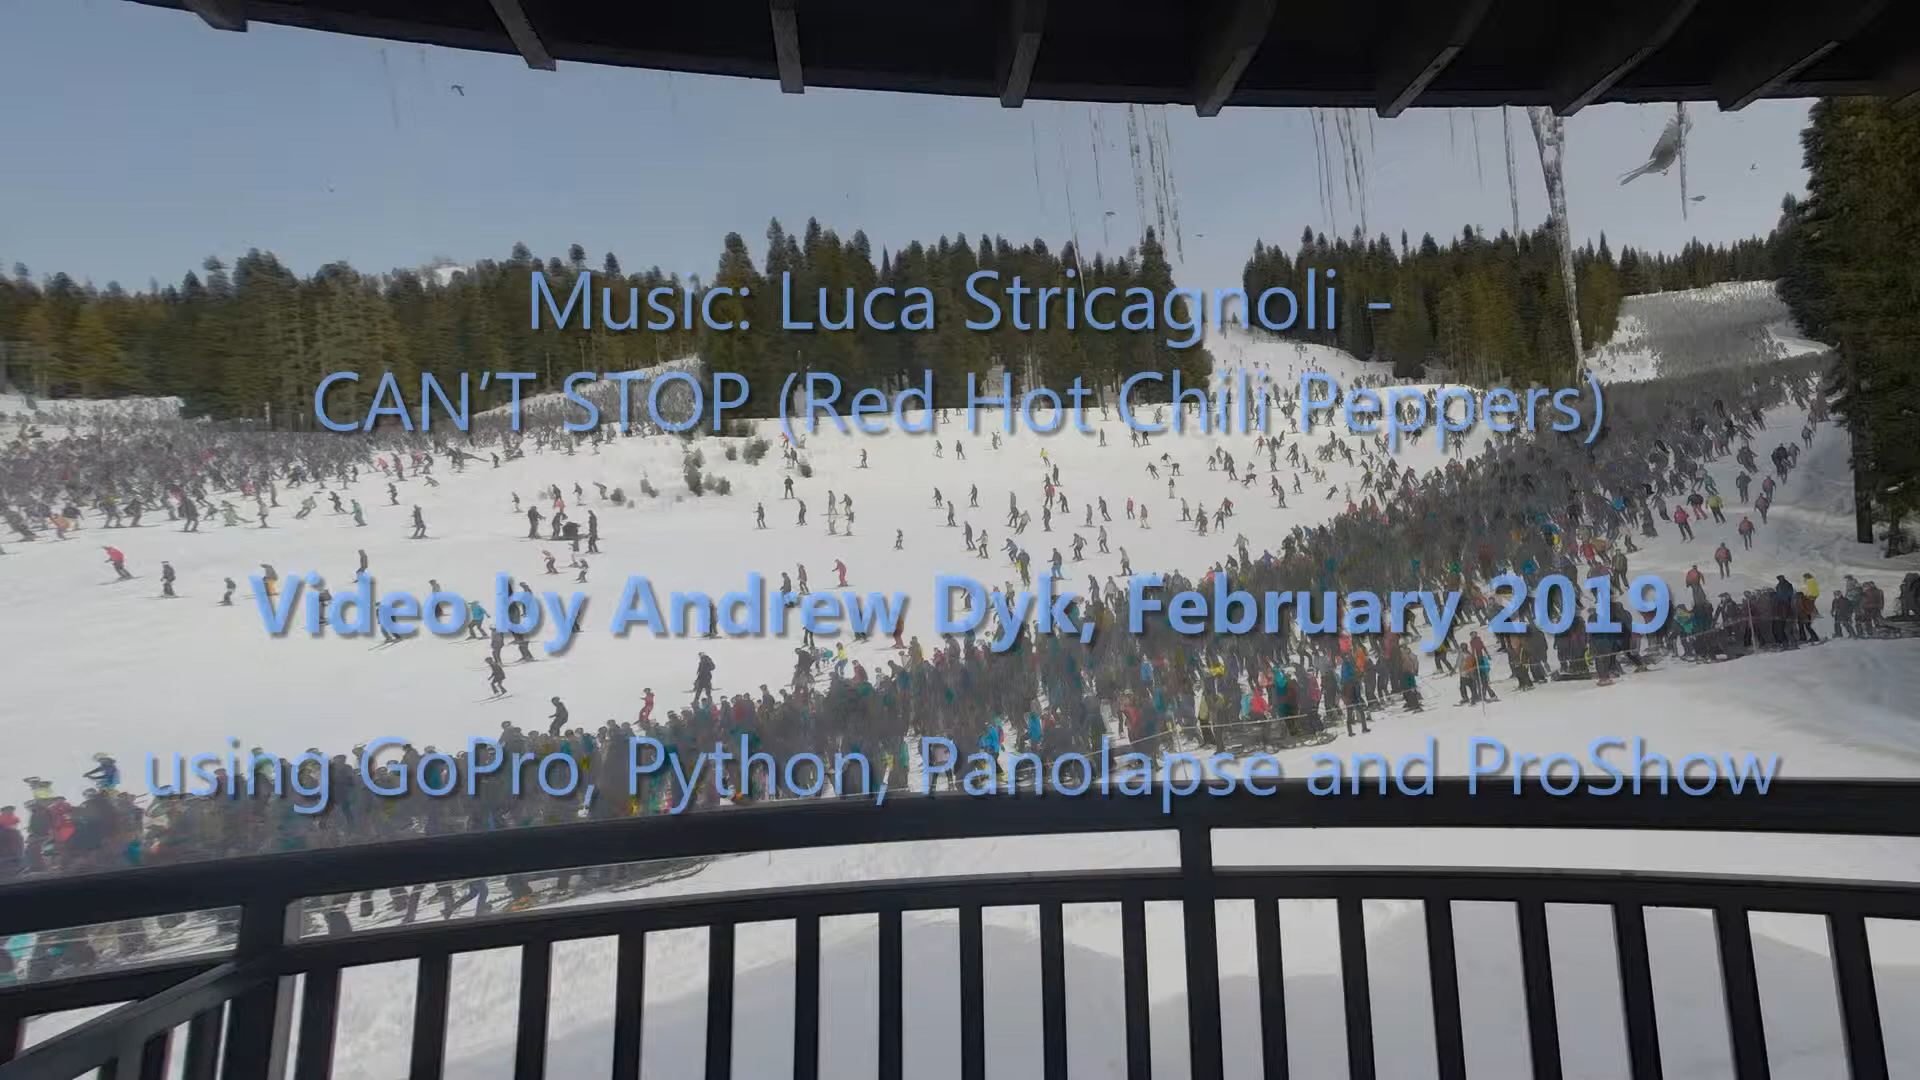 Music: Luca Stricagnoli -
CAN’T STOP (Red Hot Chili Peppers)
Video by Andrew Dyk, February 2019
using GoPro, Python, Panolapse and ProShow